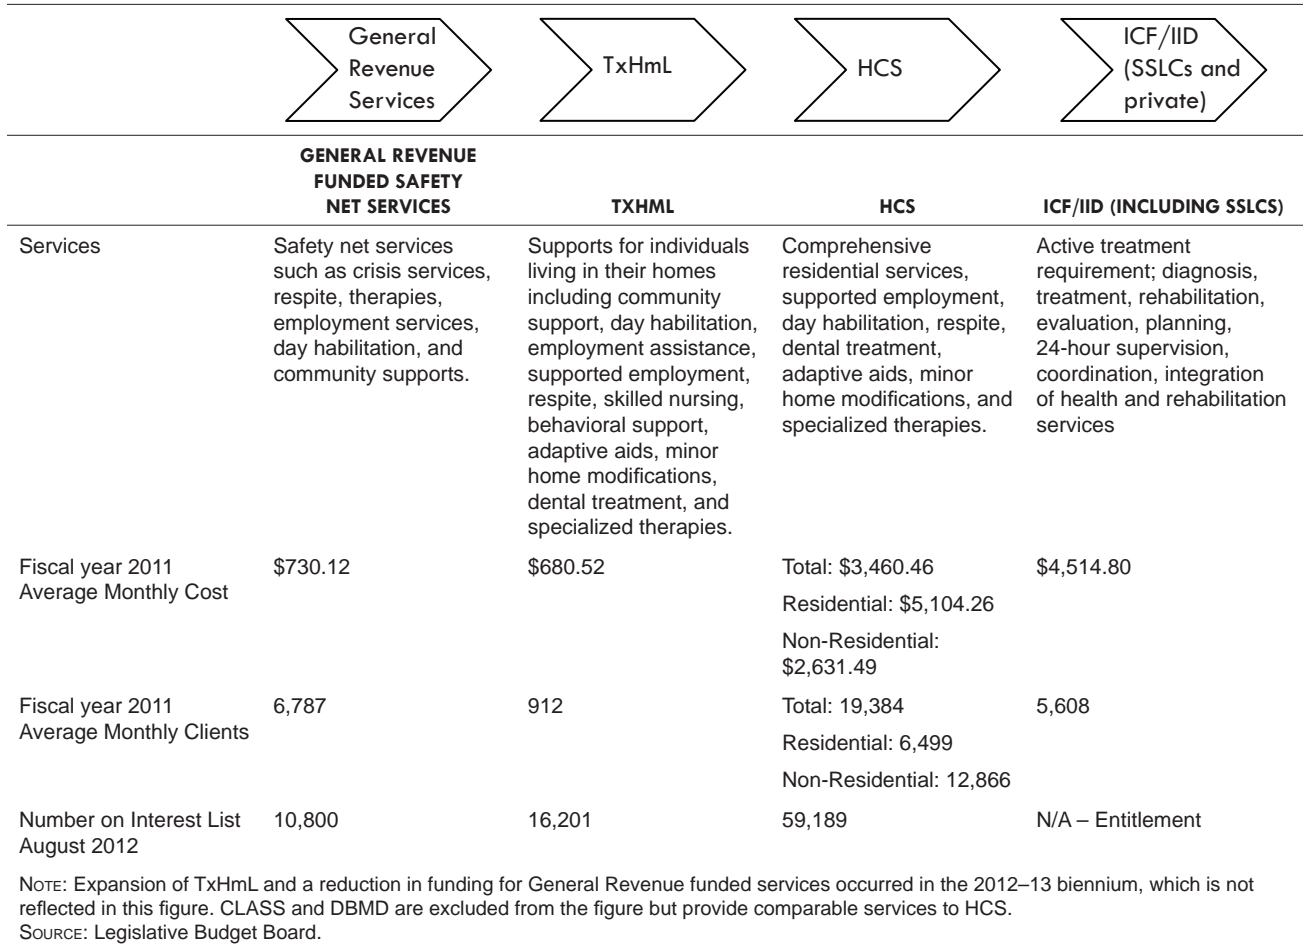 General
Revenue
Services
TxHmL
HCS
ICF/IID
(SSLCs and
private)
GENERAL REVENUE
FUNDED SAFETY
NET SERVICES
TXHML
HCS
ICF/IID (INCLUDING SSLCS)
Services
Safety net services
such as crisis services,
respite, therapies,
employment services,
day habilitation, and
community supports.
Supports for individuals
living in their homes
including community
support, day habilitation,
employment assistance,
supported employment,
respite, skilled nursing,
behavioral support,
adaptive aids, minor
home modifications,
dental treatment, and
specialized therapies.
Comprehensive
residential services,
supported employment,
day habilitation, respite,
dental treatment,
adaptive aids, minor
home modifications, and
specialized therapies.
Active treatment
requirement; diagnosis,
treatment, rehabilitation,
evaluation, planning,
24-hour supervision,
coordination, integration
of health and rehabilitation
services
Fiscal year 2011
Average Monthly Cost
$730.12
$680.52
Total: $3,460.46
Residential: $5,104.26
Non-Residential:
$2,631.49
$4,514.80
Fiscal year 2011
Average Monthly Clients
6,787
912
Total: 19,384
Residential: 6,499
Non-Residential: 12,866
5,608
Number on Interest List
August 2012
10,800
16,201
59,189
N/A – Entitlement
NOTE: Expansion of TxHmL and a reduction in funding for General Revenue funded services occurred in the 2012–13 biennium, which is not
reflected in this figure. CLASS and DBMD are excluded from the figure but provide comparable services to HCS.
SOURCE: Legislative Budget Board.